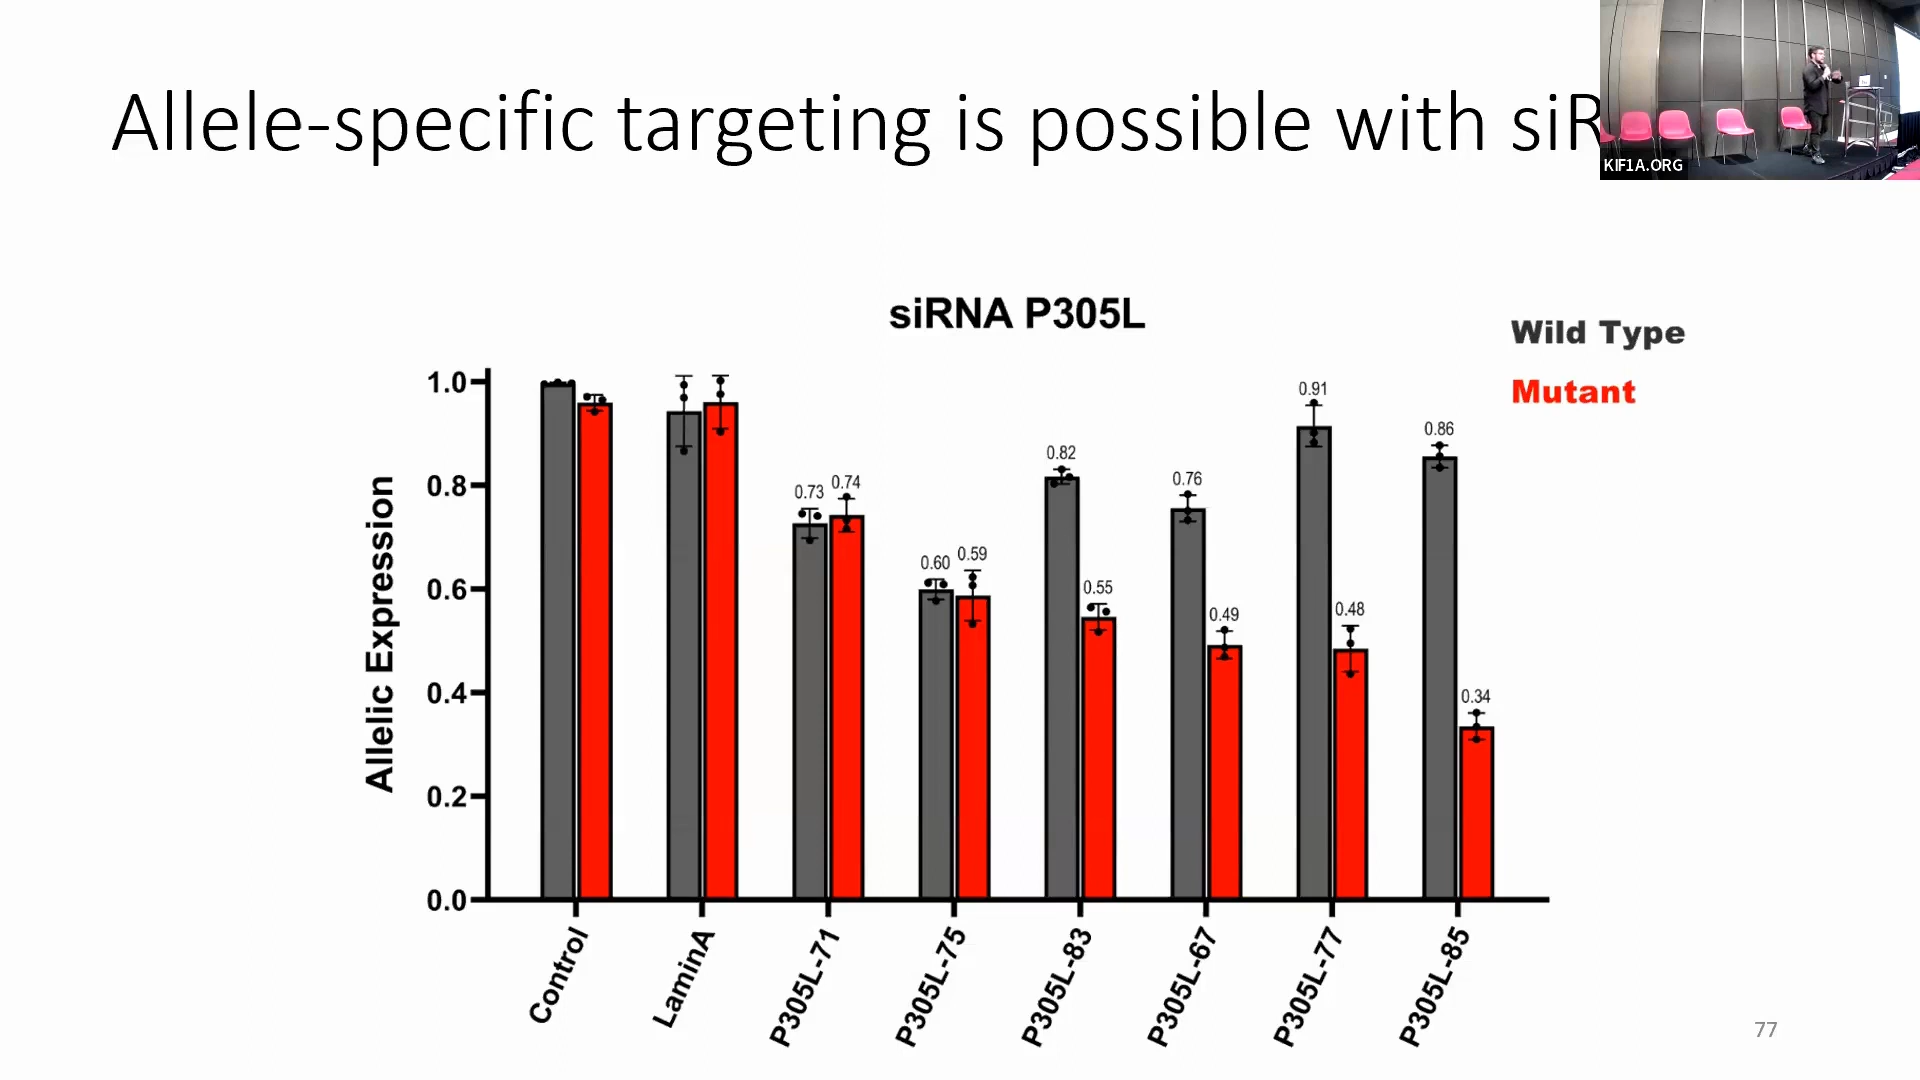 Allele-specific targeting is possible with siR
KIF1A.ORG
siRNA P305L
Wild Type
Mutant
Allelic Expression
1.0
0.8
0.6
0.4
0.2
0.0
0.73
0.74
0.60
0.59
0.82
0.55
0.76
0.49
0.91
0.48
0.86
0.34
Control
LaminA
P305L-71
P305L-75
P305L-83
P305L-67
P305L-77
P305L-85
77